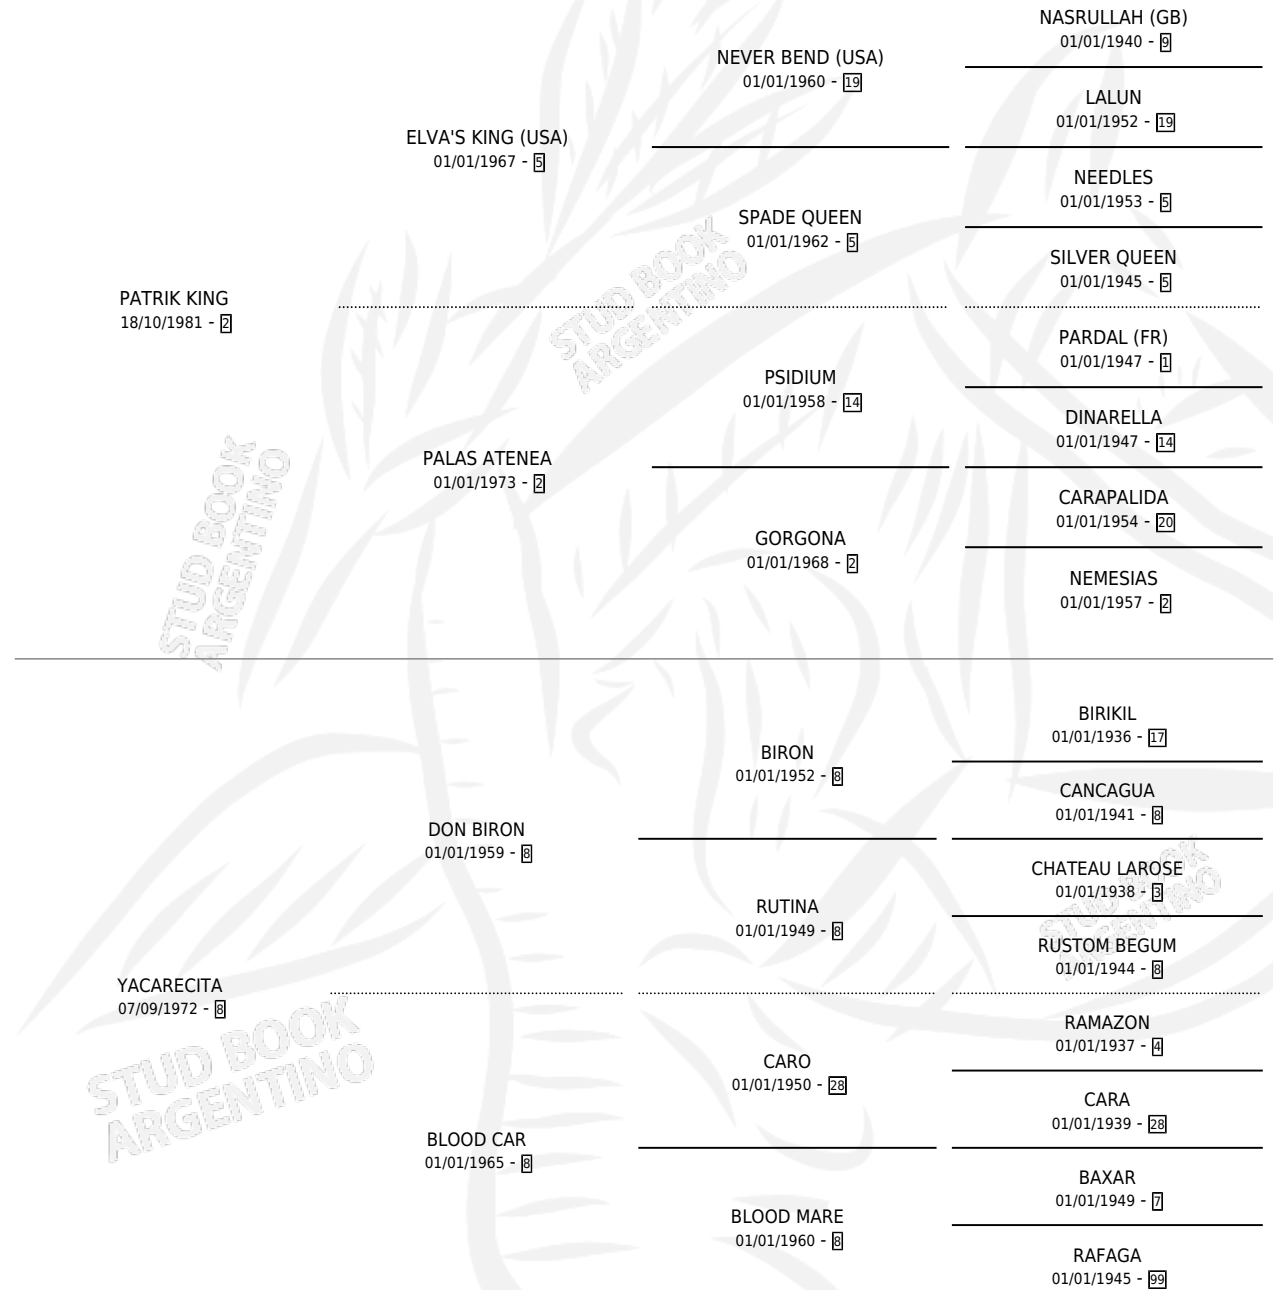 NASRULLAH (GB)
01/01/1940 - 9
NEVER BEND (USA)
01/01/1960 - 19
LALUN
01/01/1952 - 19
ELVA'S KING (USA)
01/01/1967 - 5
NEEDLES
01/01/1953 - 5
SPADE QUEEN
01/01/1962 - 5
SILVER QUEEN
01/01/1945 - 5
PATRIK KING
18/10/1981 - 2
PARDAL (FR)
01/01/1947 - 1
PSIDIUM
01/01/1958 - 14
DINARELLA
01/01/1947 - 14
PALAS ATENEA
01/01/1973 - 2
CARAPALIDA
01/01/1954 - 20
GORGONA
01/01/1968 - 2
NEMESIAS
01/01/1957 - 2
BIRIKIL
01/01/1936 - 17
BIRON
01/01/1952 - 8
CANCAGUA
01/01/1941 - 8
DON BIRON
01/01/1959 - 8
CHATEAU LAROSE
01/01/1938 - 3
RUTINA
01/01/1949 - 8
RUSTOM BEGUM
01/01/1944 - 8
YACARECITA
07/09/1972 - 8
RAMAZON
01/01/1937 - 4
CARO
01/01/1950 - 28
CARA
01/01/1939 - 28
BLOOD CAR
01/01/1965 - 8
BAXAR
01/01/1949 - 7
BLOOD MARE
01/01/1960 - 8
RAFAGA
01/01/1945 - 99
STUD BOOK
ARGENTINO
STUD BOOK
ARGENTINO
STUD BOOK
ARGENTINO
STUD BOOK
ARGENTINO